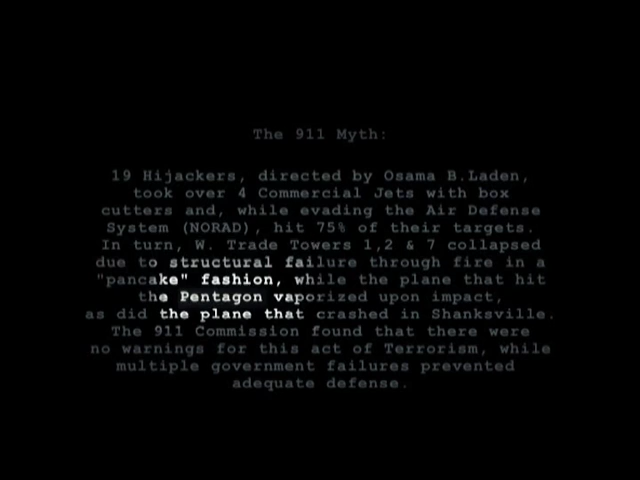 The 911 Myth:
19 Hijackers, directed by Osama B.Laden,
took over 4 Commercial Jets with box
cutters and, while evading the Air Defense
System (NORAD), hit 75% of their targets.
In turn, W. Trade Towers 1,2 & 7 collapsed
due to structural failure through fire in a
"pancake" fashion, while the plane that hit
the Pentagon vaporized upon impact,
as did the plane that crashed in Shanksville.
The 911 Commission found that there were
no warnings for this act of Terrorism, while
multiple government failures prevented
adequate defense.